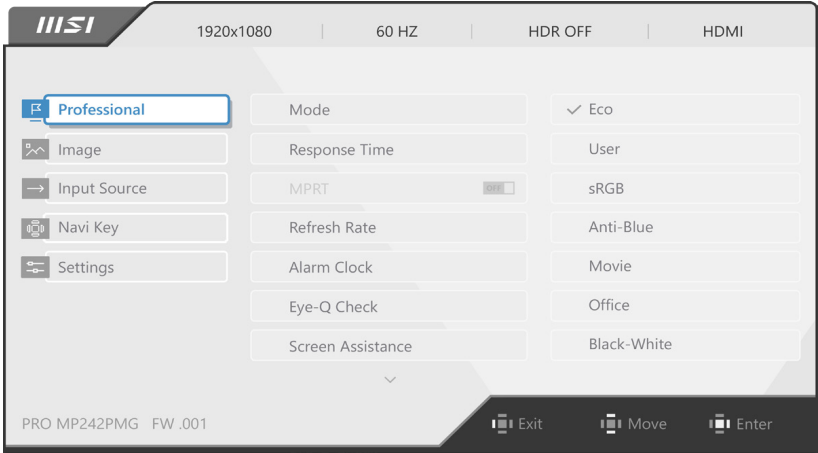 msi 1920x1080 60 HZ HDR OFF HDMI
Professional Mode Eco
Image Response Time User
Input Source MPRT OFF sRGB
Navi Key Refresh Rate Anti-Blue
Settings Alarm Clock Movie
Eye-Q Check Office
Screen Assistance Black-White
PRO MP242PMG FW .001 Exit Move Enter